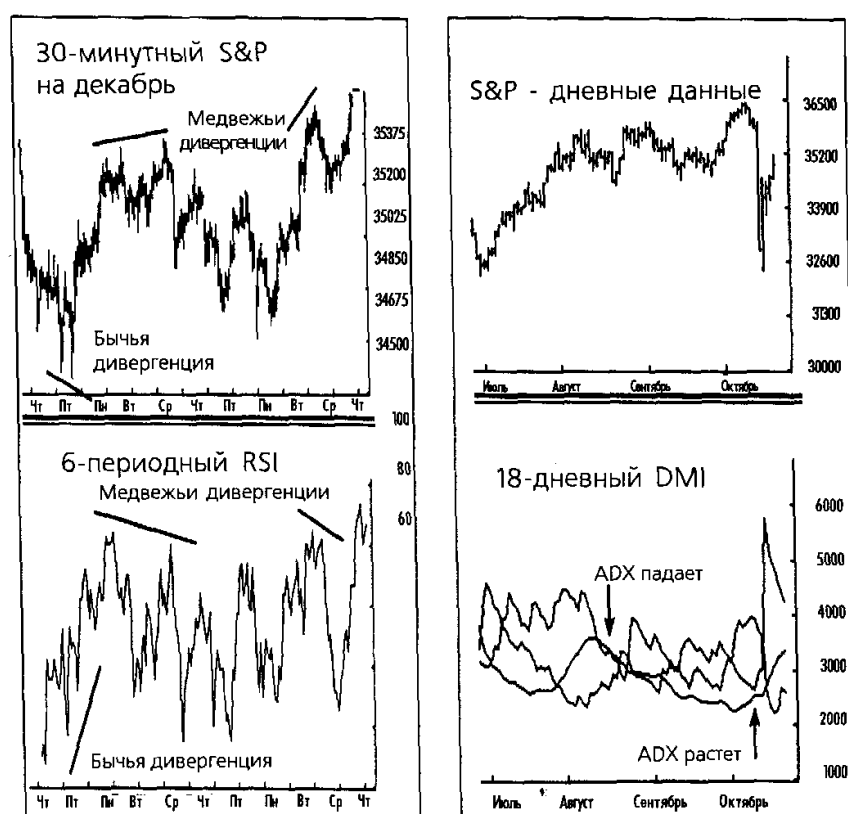 30-минутный S&P
на декабрь
Медвежьи
дивергенции
35375
35200
35025
34850
34675
34500
Бычья
дивергенция
Чт Пт Пн Вт Ср Чт Пт Пн Вт Ср Чт
100
6-периодный RSI
80
Медвежьи дивергенции
60
Бычья дивергенция
Чт Пт Пн Вт Ср Чт Пт Пн Вт Ср Чт
S&P - дневные данные
36500
35200
33900
32600
31300
30000
Июль Август Сентябрь Октябрь
18-дневный DMI
6000
5000
ADX падает
4000
3000
2000
ADX растет
1000
Июль Август Сентябрь Октябрь